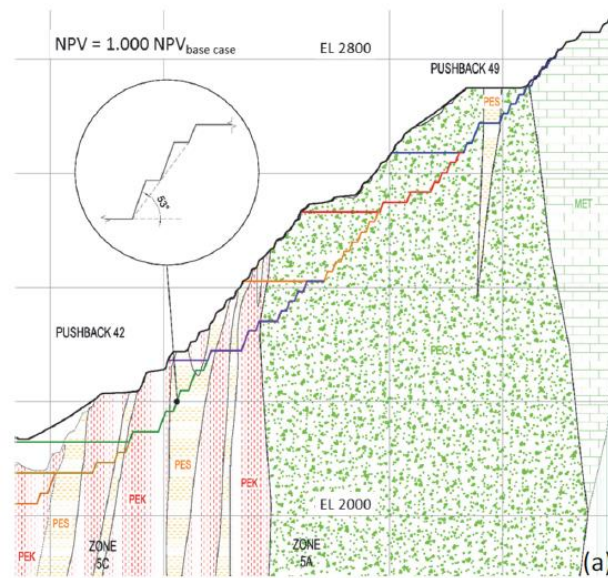 NPV = 1.000 NPVbase case
EL 2800
PUSHBACK 49
PES
53°
MET
PUSHBACK 42
PEC
PES
PEK
EL 2000
PEK
PES
PEK
ZONE
5C
ZONE
5A
(a)